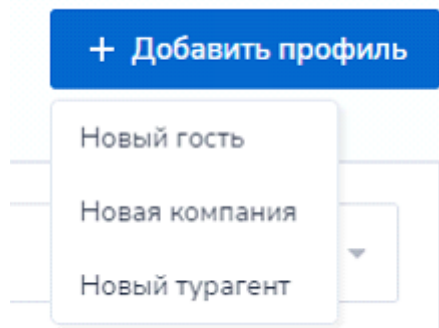 + Добавить профиль
Новый гость
Новая компания
Новый турагент